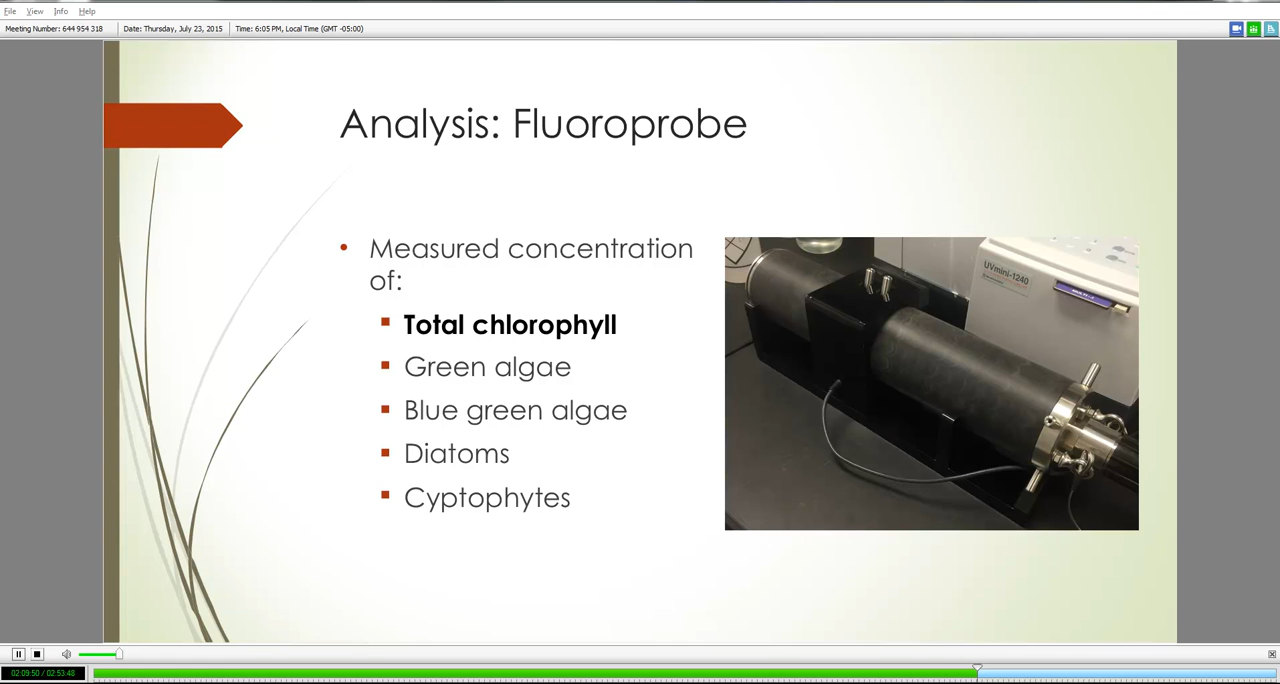 File View Info Help
Meeting Number: 644 954 318 Date: Thursday, July 23, 2015 Time: 6:05 PM, Local Time (GMT -05:00)
Analysis: Fluoroprobe
Measured concentration
of:
Total chlorophyll
Green algae
Blue green algae
Diatoms
Cyptophytes
UVmini-1240
02:09:50 / 02:53:48